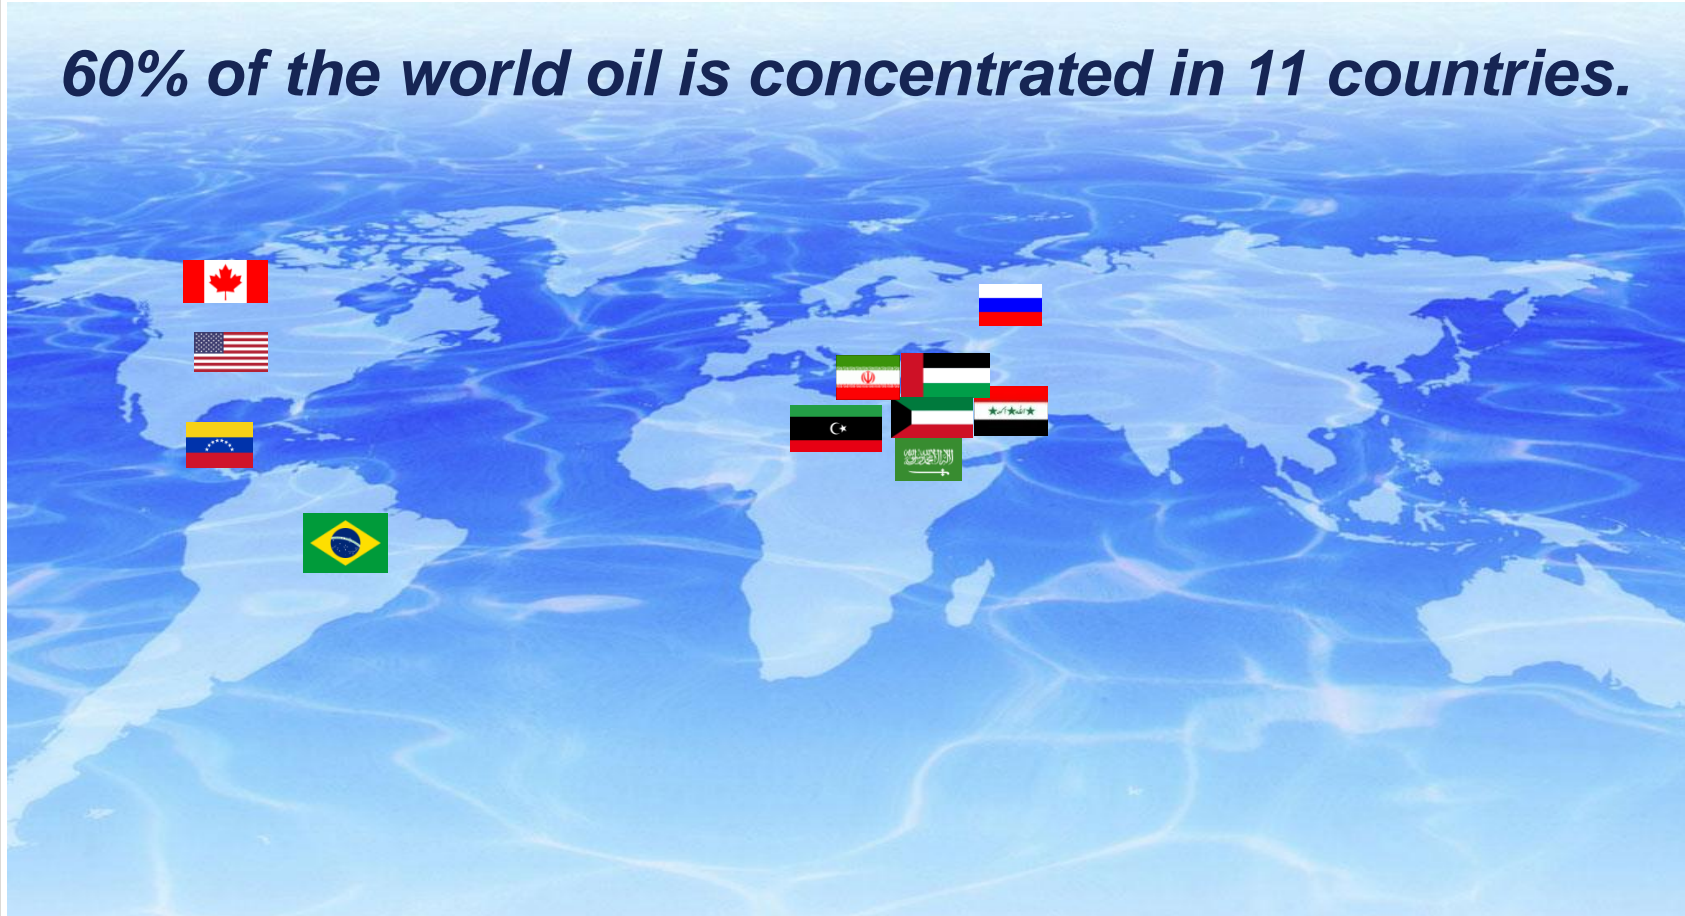 60% of the world oil is concentrated in 11 countries.